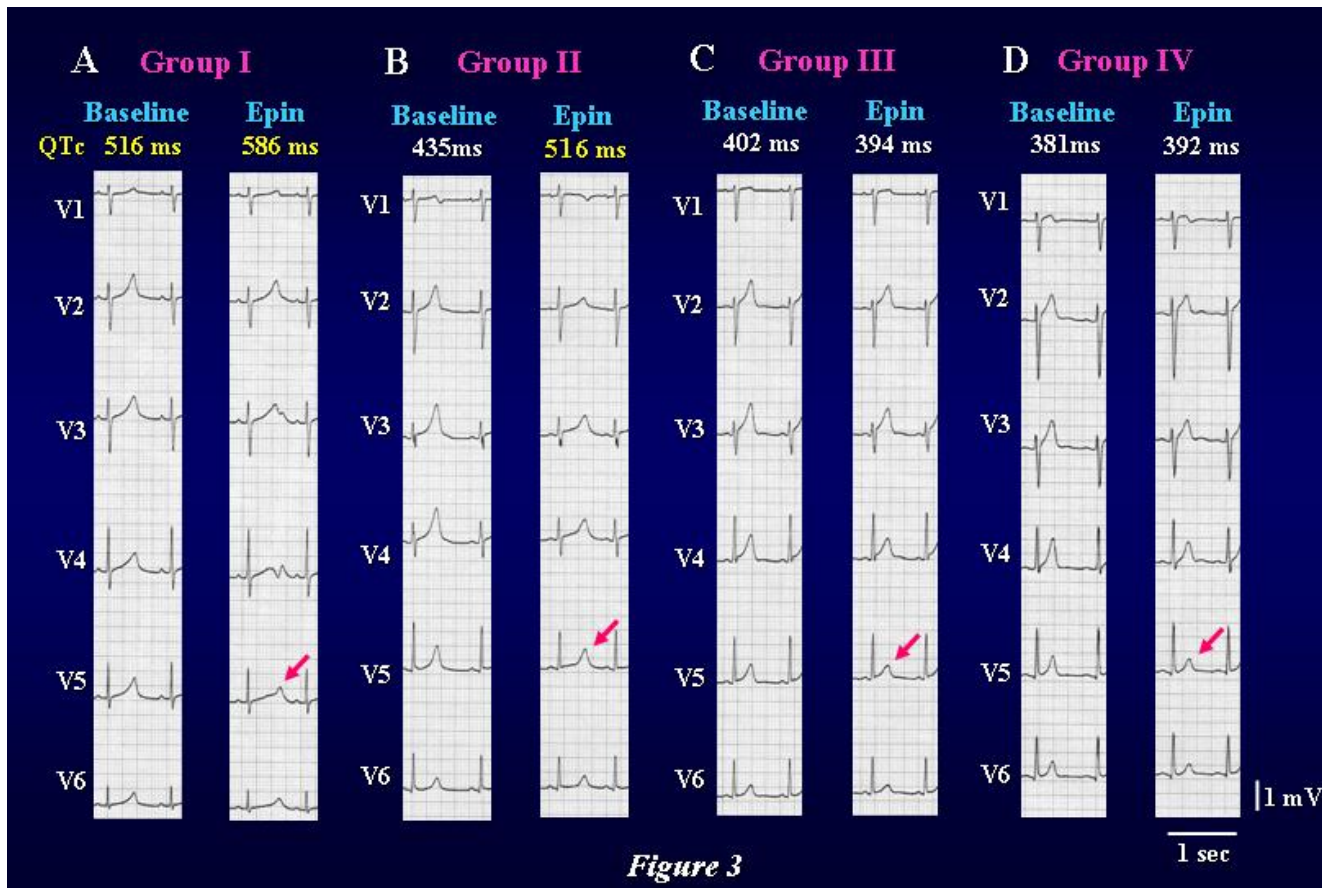 A Group I
Baseline Epin
QTc 516 ms 586 ms
V1
V2
V3
V4
V5
V6
B Group II
Baseline Epin
435ms 516 ms
V1
V2
V3
V4
V5
V6
C Group III
Baseline Epin
402 ms 394 ms
V1
V2
V3
V4
V5
V6
D Group IV
Baseline Epin
381ms 392 ms
V1
V2
V3
V4
V5
V6
1 mV
1 sec
Figure 3